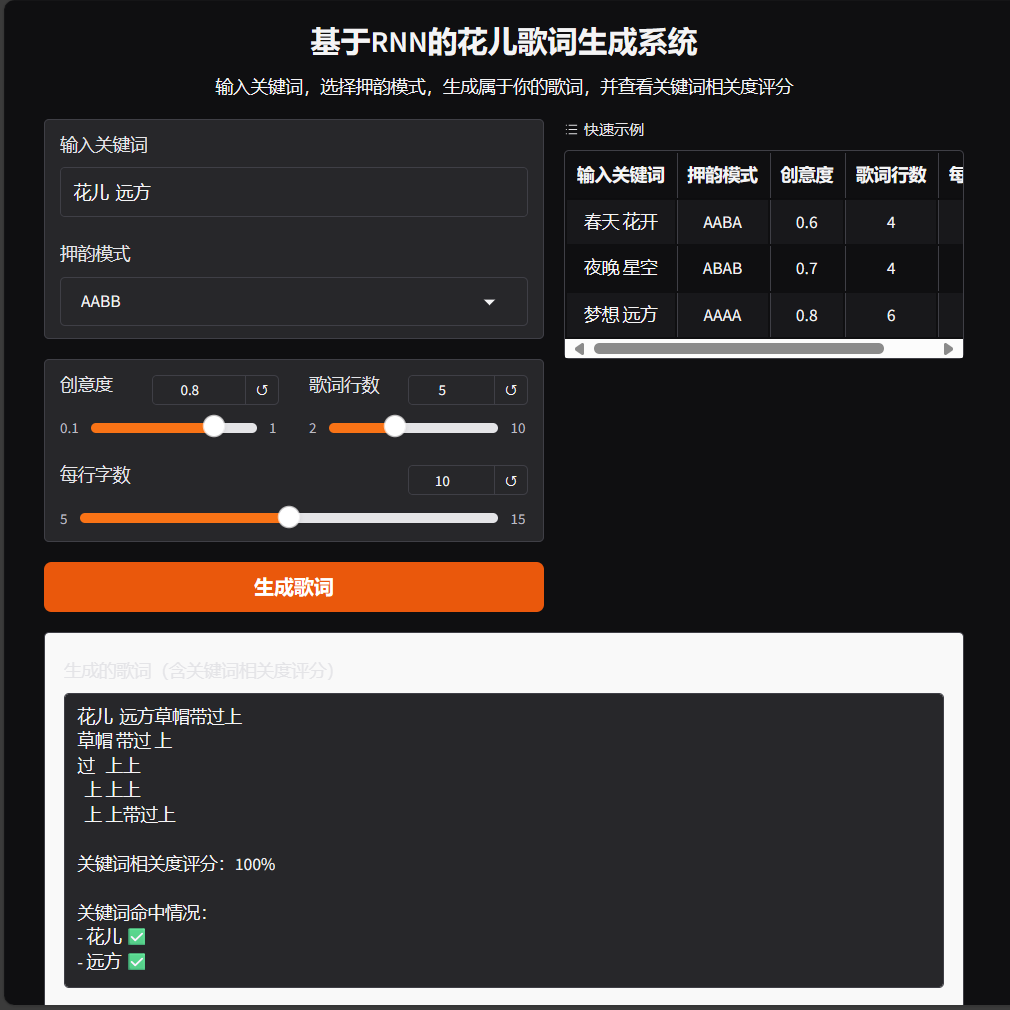 基于RNN的花儿歌词生成系统
输入关键词，选择押韵模式，生成属于你的歌词，并查看关键词相关度评分
输入关键词
花儿 远方
押韵模式
AABB
创意度
0.8
↺
0.1
1
歌词行数
5
↺
2
10
每行字数
10
↺
5
15
生成歌词
快速示例
输入关键词 押韵模式 创意度 歌词行数 每
春天 花开 AABA 0.6 4
夜晚 星空 ABAB 0.7 4
梦想 远方 AAAA 0.8 6
生成的歌词（含关键词相关度评分）
花儿 远方草帽带过上
草帽 带过 上
过 上上
上 上上
上 上带过上
关键词相关度评分：100%
关键词命中情况：
- 花儿 ✅
- 远方 ✅